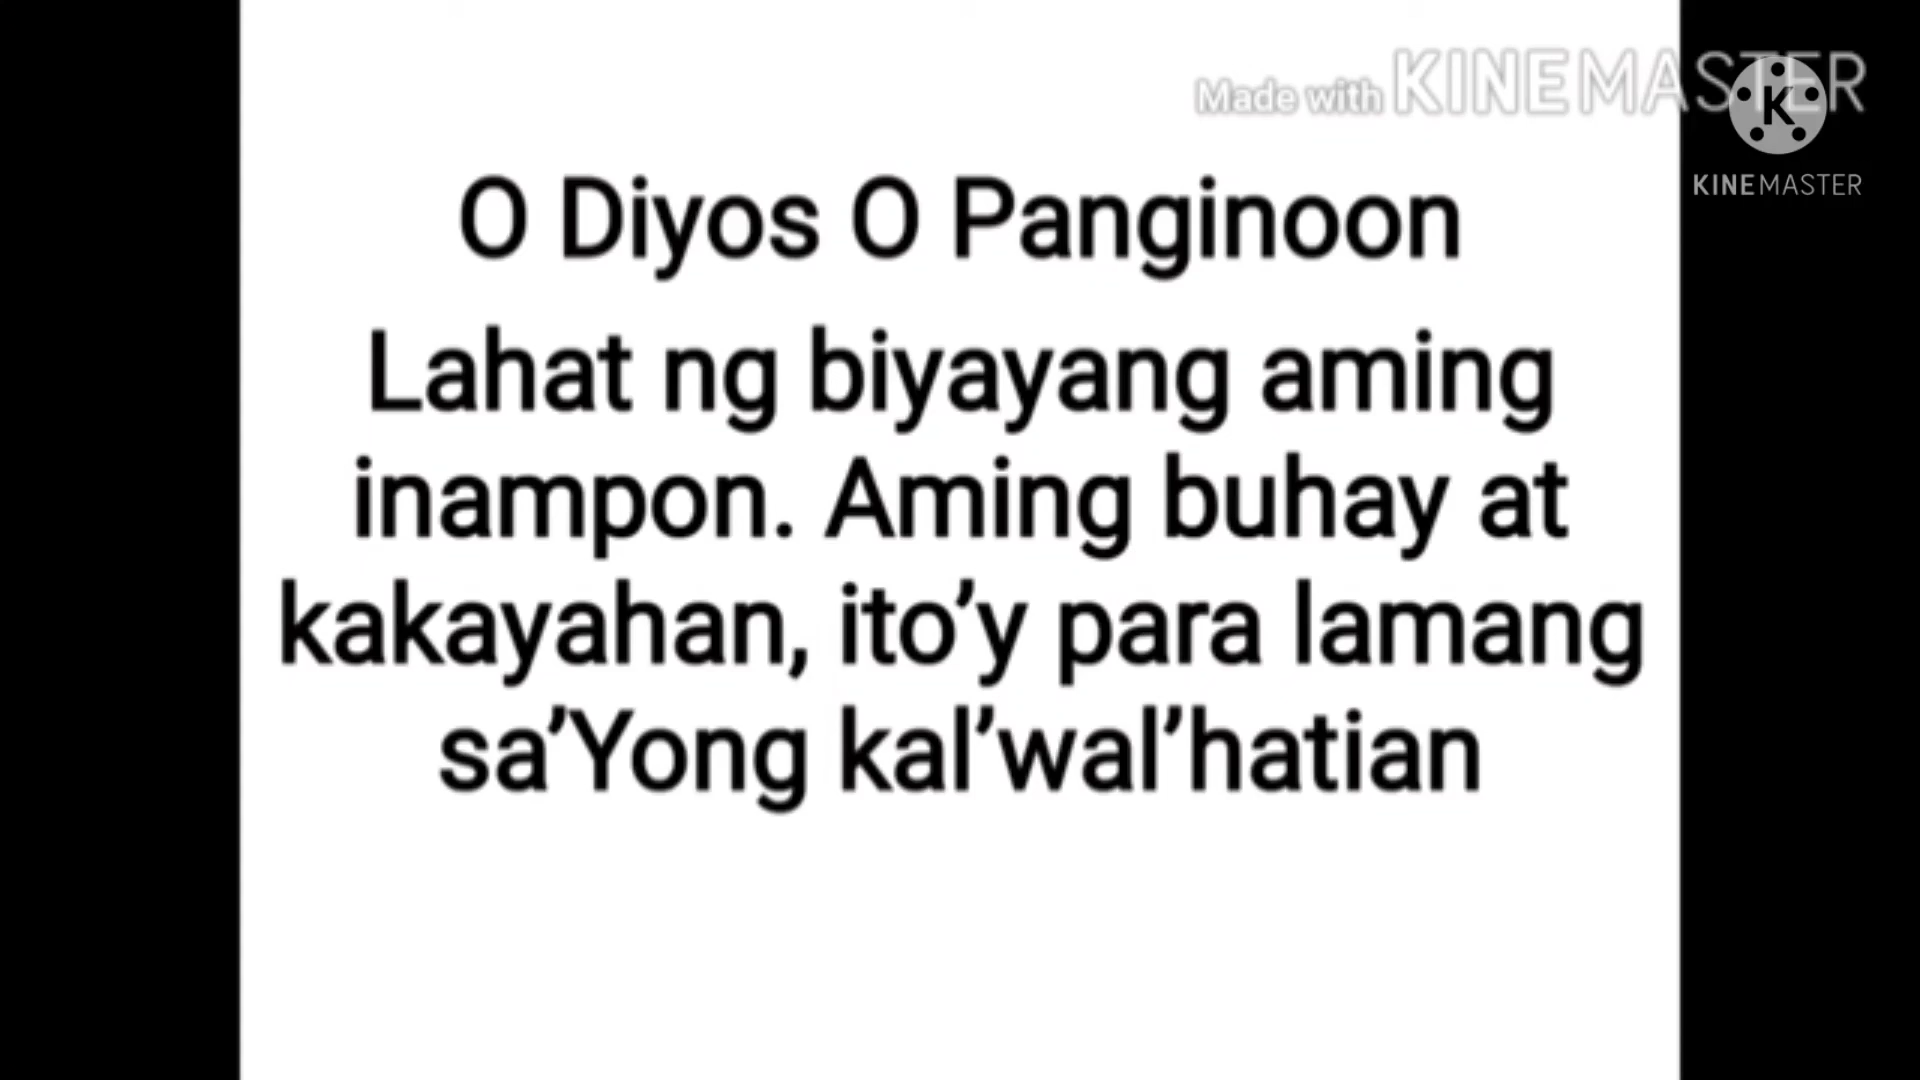 Made with KINEMASTER
K
KINEMASTER
O Diyos O Panginoon
Lahat ng biyayang aming
inampon. Aming buhay at
kakayahan, ito’y para lamang
sa’Yong kal’wal’hatian